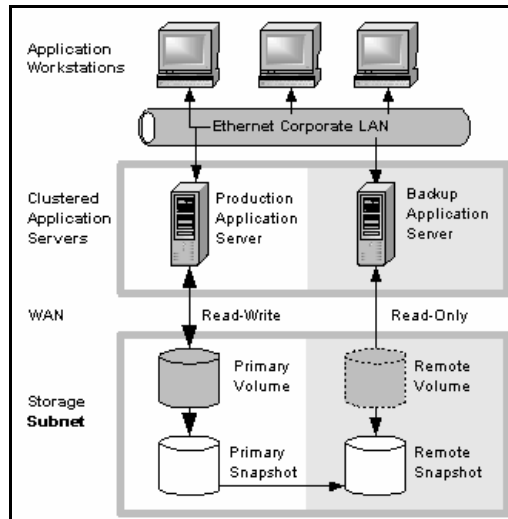 Application
Workstations
Ethernet Corporate LAN
Clustered
Application
Servers
Production
Application
Server
Backup
Application
Server
WAN
Read-Write
Read-Only
Storage
Subnet
Primary
Volume
Remote
Volume
Primary
Snapshot
Remote
Snapshot